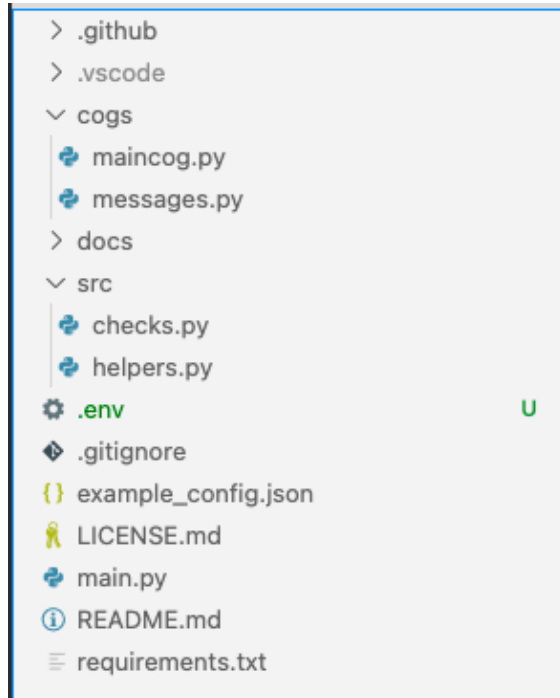 .github
.vscode
cogs
maincog.py
messages.py
docs
src
checks.py
helpers.py
.env U
.gitignore
example_config.json
LICENSE.md
main.py
README.md
requirements.txt